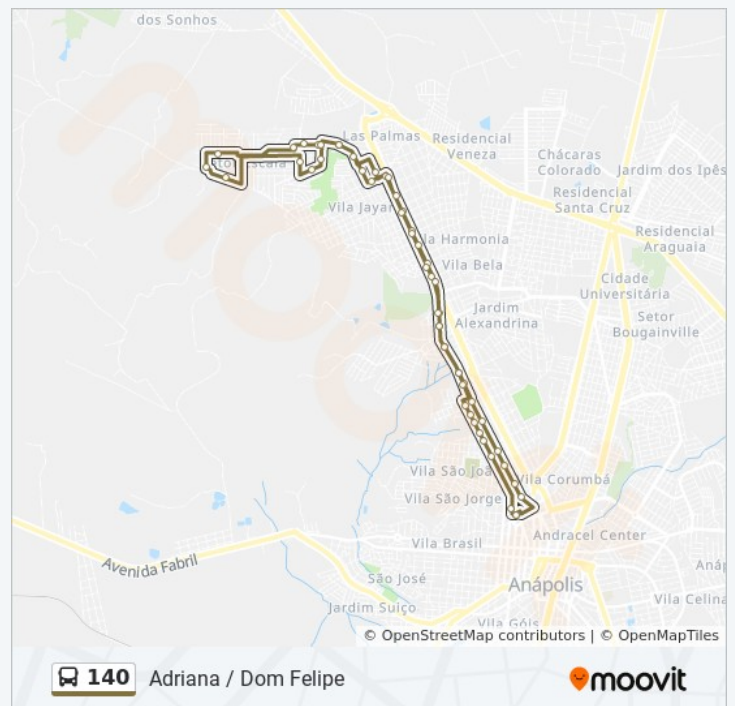 dos Sonhos
Las Palmas
Residencial
Veneza
Chácaras
Colorado
Jardim dos Ipês
Residencial
Santa Cruz
Vila Jayar
Residencial
Araguaia
la Harmonia
Vila Bela
Cidade
Universitária
Jardim
Alexandrina
Setor
Bougainville
Vila São Joã
Vila Corumbá
Vila São Jorge
Andracel Center
Vila Brasil
Avenida Fabril
São José
Anápolis
Anáp
Jardim Suiço
Vila Celina
Vila Góis
© OpenStreetMap contributors | © OpenMapTiles
140 Adriana / Dom Felipe
moovit